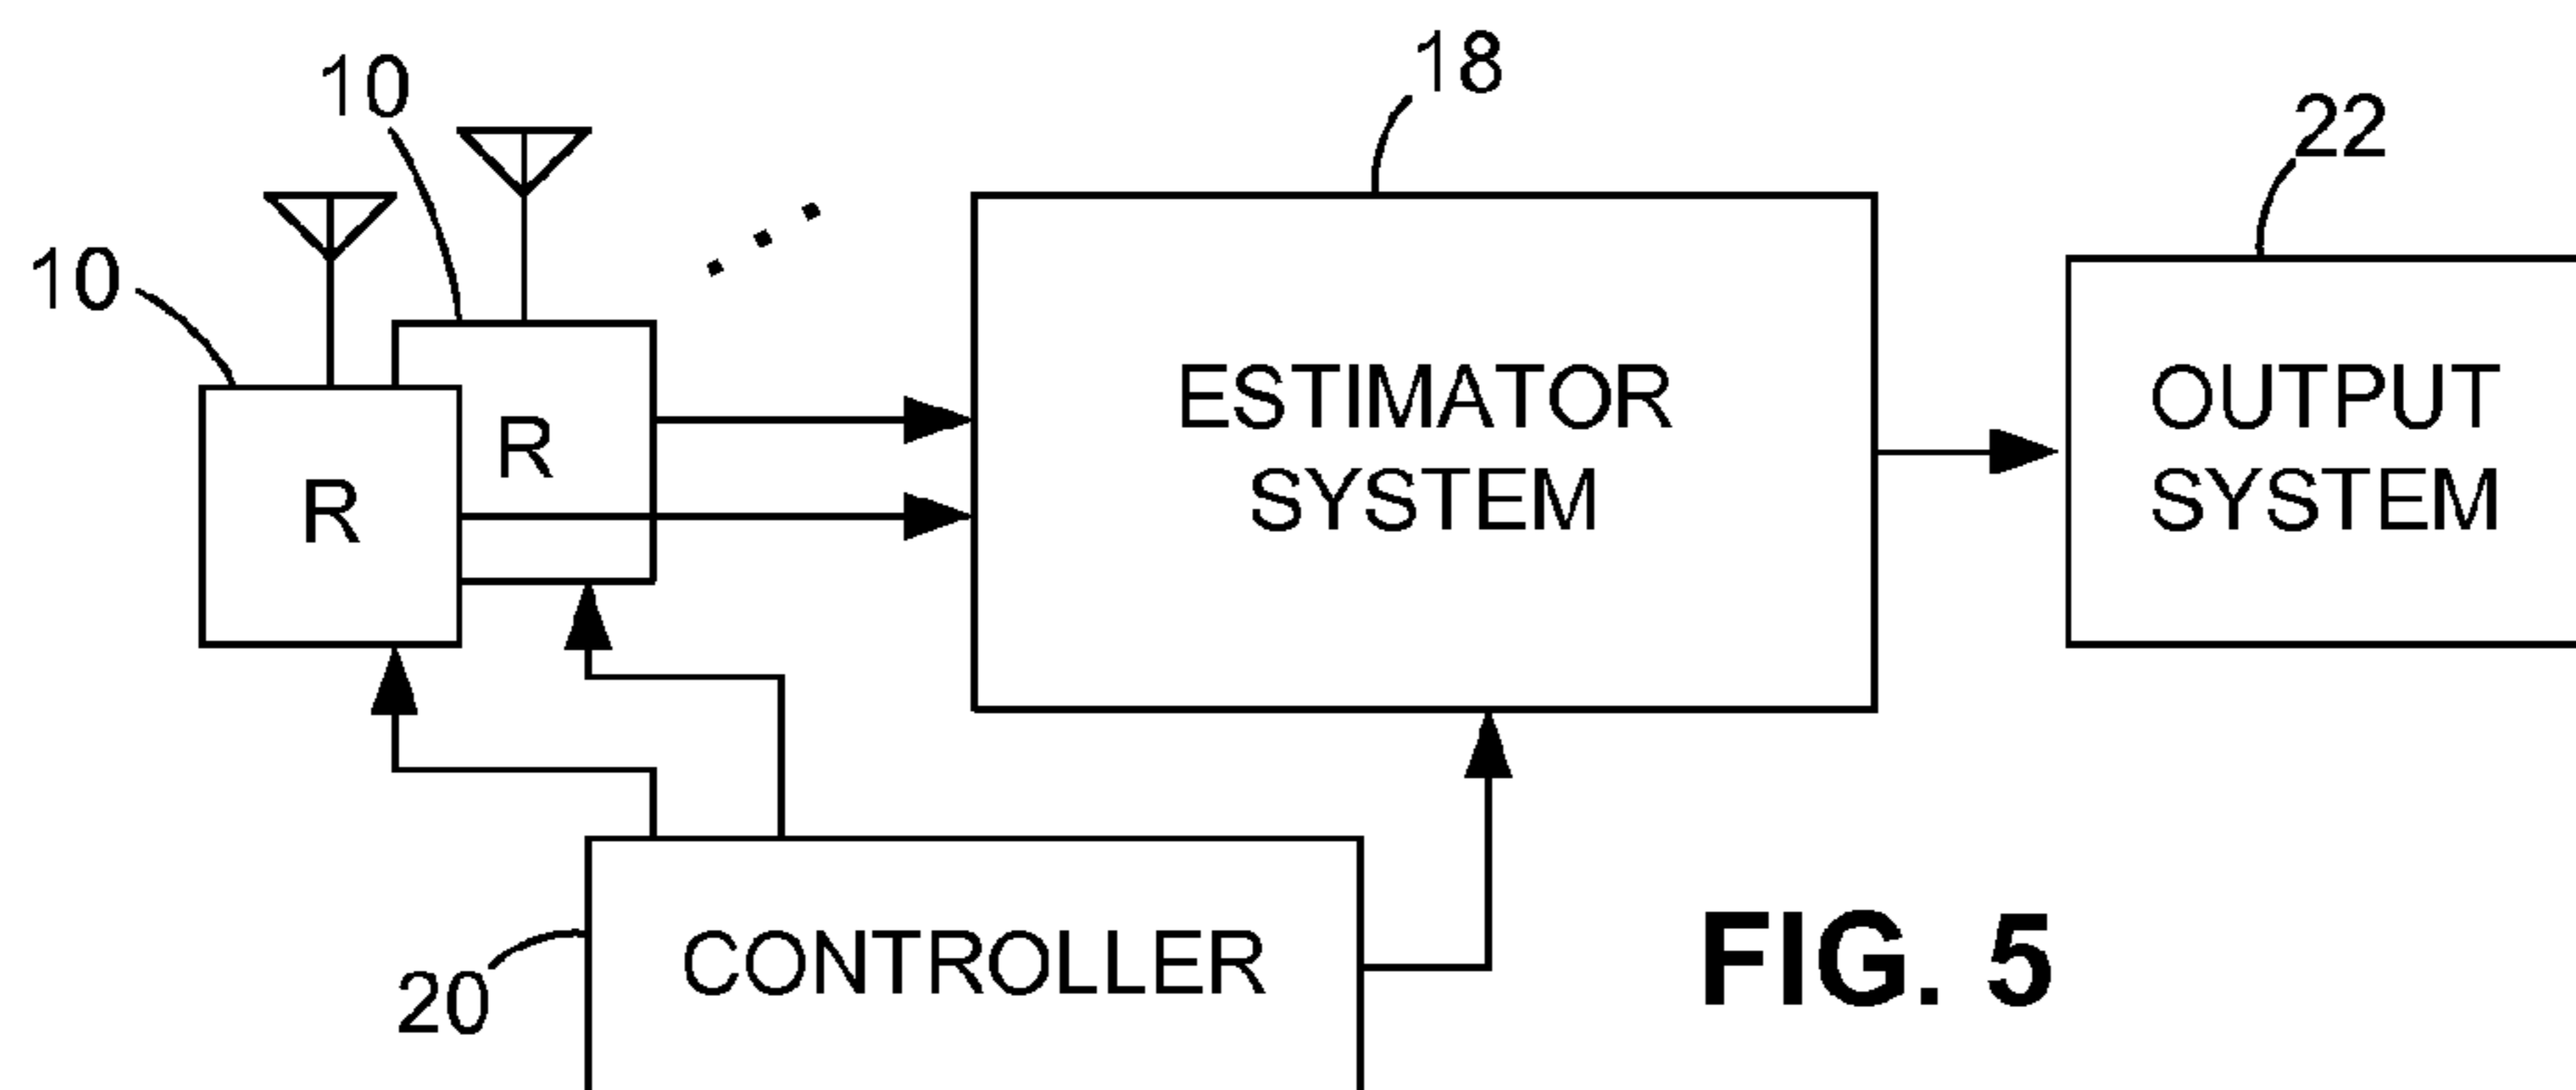 10
18
22
10
R
R
ESTIMATOR
SYSTEM
OUTPUT
SYSTEM
CONTROLLER
20
FIG. 5